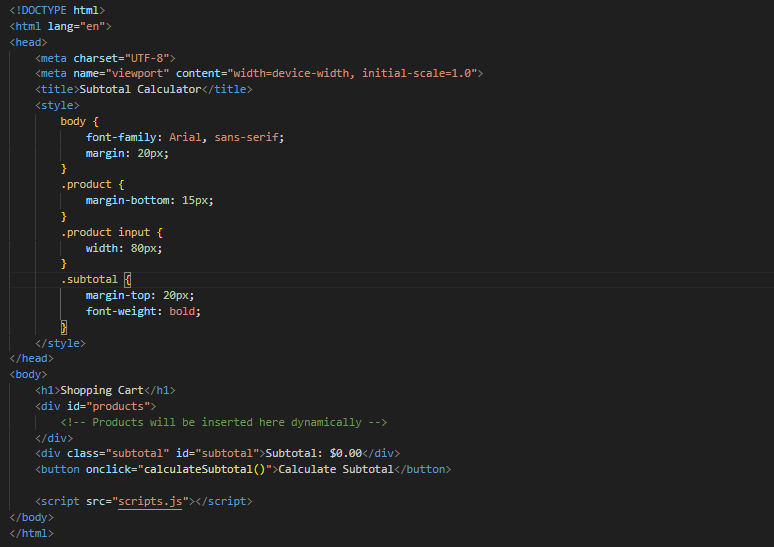 <!DOCTYPE html>
<html lang="en">
<head>
    <meta charset="UTF-8">
    <meta name="viewport" content="width=device-width, initial-scale=1.0">
    <title>Subtotal Calculator</title>
    <style>
        body {
            font-family: Arial, sans-serif;
            margin: 20px;
        }
        .product {
            margin-bottom: 15px;
        }
        .product input {
            width: 80px;
        }
        .subtotal {
            margin-top: 20px;
            font-weight: bold;
        }
    </style>
</head>
<body>
    <h1>Shopping Cart</h1>
    <div id="products">
        <!-- Products will be inserted here dynamically -->
    </div>
    <div class="subtotal" id="subtotal">Subtotal: $0.00</div>
    <button onclick="calculateSubtotal()">Calculate Subtotal</button>

    <script src="scripts.js"></script>
</body>
</html>